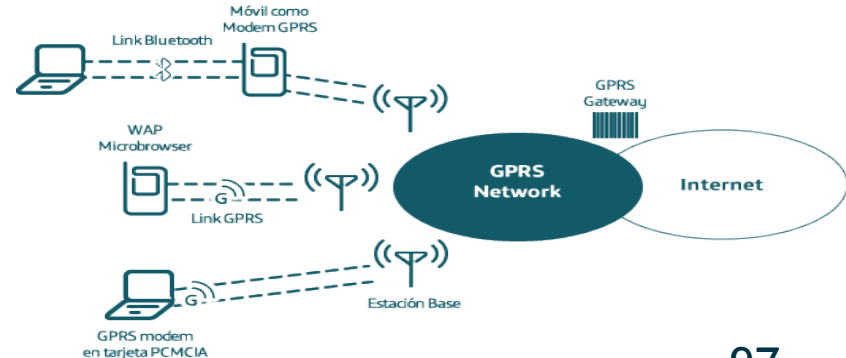 Móvil como
Modem GPRS
Link Bluetooth
GPRS
Gateway
WAP
Microbrowser
GPRS
Network
Internet
G
Link GPRS
G
Estación Base
GPRS modem
en tarjeta PCMCIA